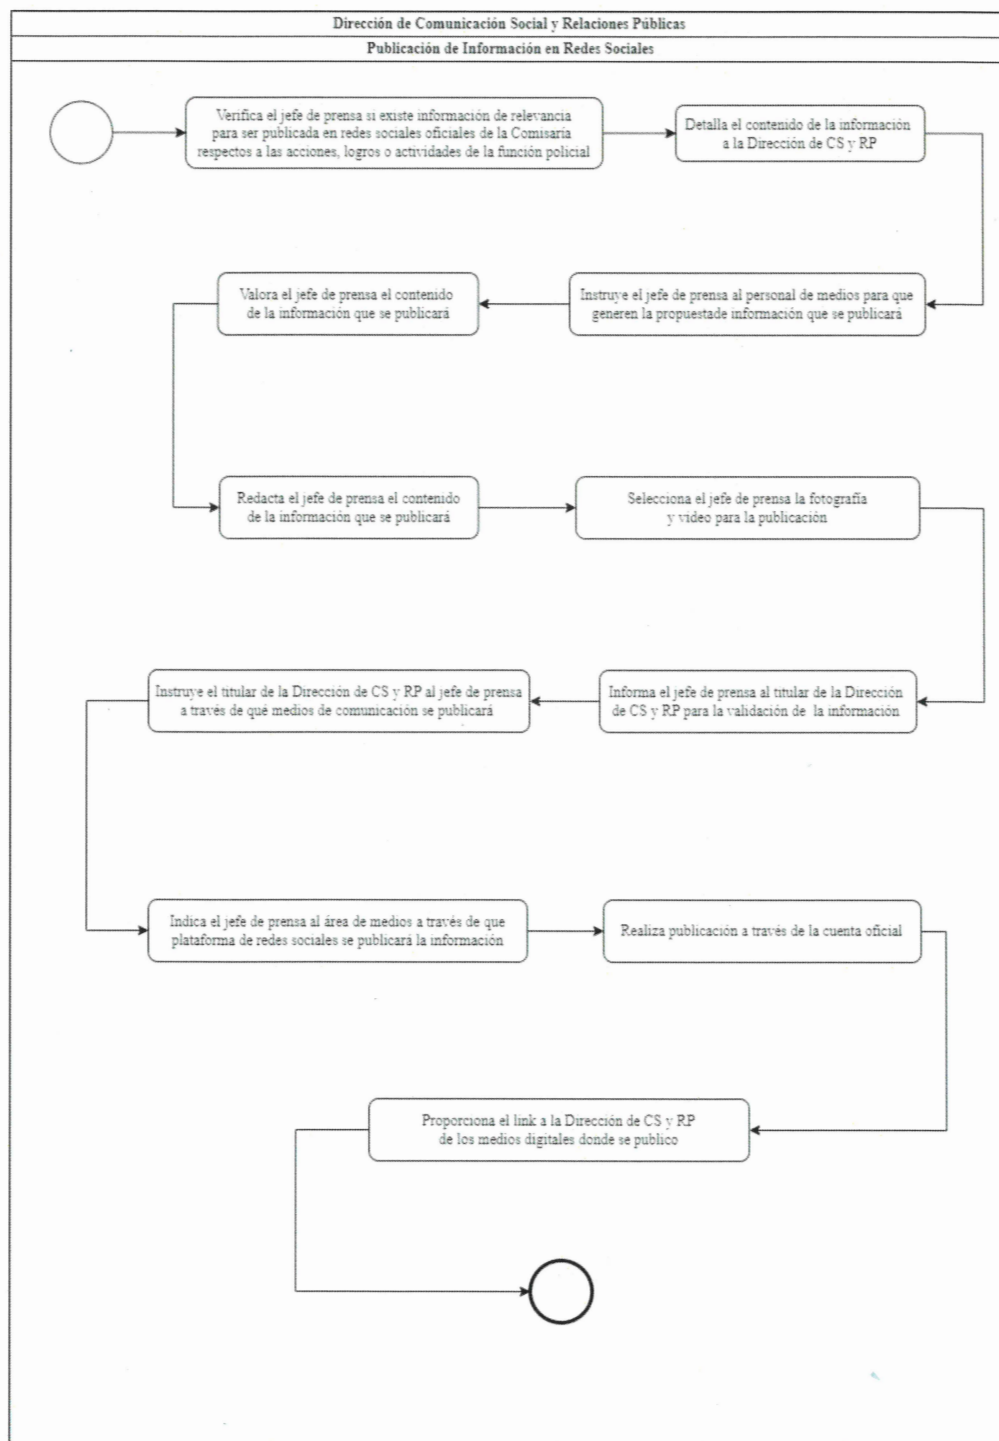 Dirección de Comunicación Social y Relaciones Públicas
Publicación de Información en Redes Sociales
Verifica el jefe de prensa si existe información de relevancia
para ser publicada en redes sociales oficiales de la Comisaría
respectos a las acciones, logros o actividades de la función policial
Detalla el contenido de la información
a la Dirección de CS y RP
Valora el jefe de prensa el contenido
de la información que se publicará
Instruye el jefe de prensa al personal de medios para que
generen la propuestade información que se publicará
Redacta el jefe de prensa el contenido
de la información que se publicará
Selecciona el jefe de prensa la fotografía
y video para la publicación
Instruye el titular de la Dirección de CS y RP al jefe de prensa
a través de qué medios de comunicación se publicará
Informa el jefe de prensa al titular de la Dirección
de CS y RP para la validación de la información
Indica el jefe de prensa al área de medios a través de que
plataforma de redes sociales se publicará la información
Realiza publicación a través de la cuenta oficial
Proporciona el link a la Dirección de CS y RP
de los medios digitales donde se publico